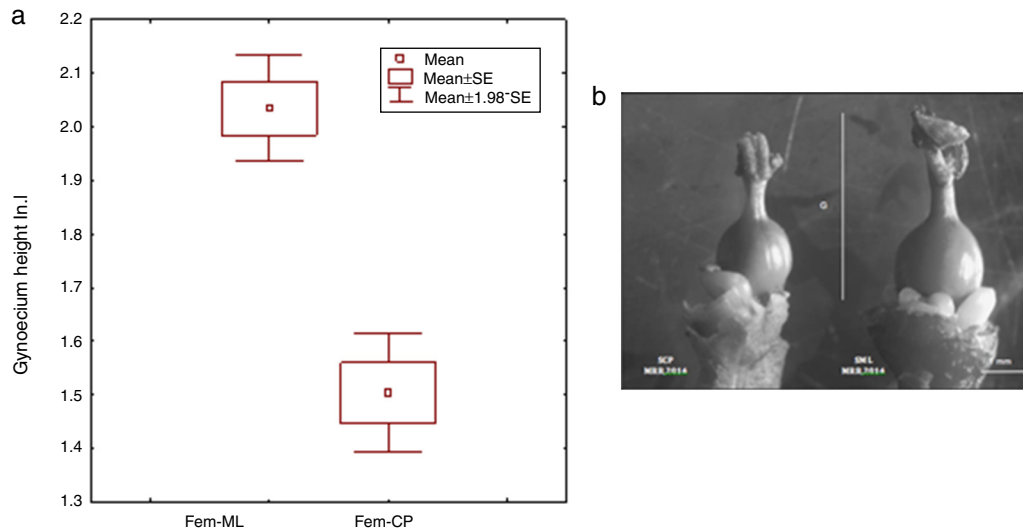 a
2.2
2.1
2.0
1.9
1.8
1.7
1.6
1.5
1.4
1.3
Gynoecium height ln.l
Mean
Mean±SE
Mean±1.98*SE
Fem-ML
Fem-CP
b
G
SCP
MRR,2014
SML
MRR,2014
mm